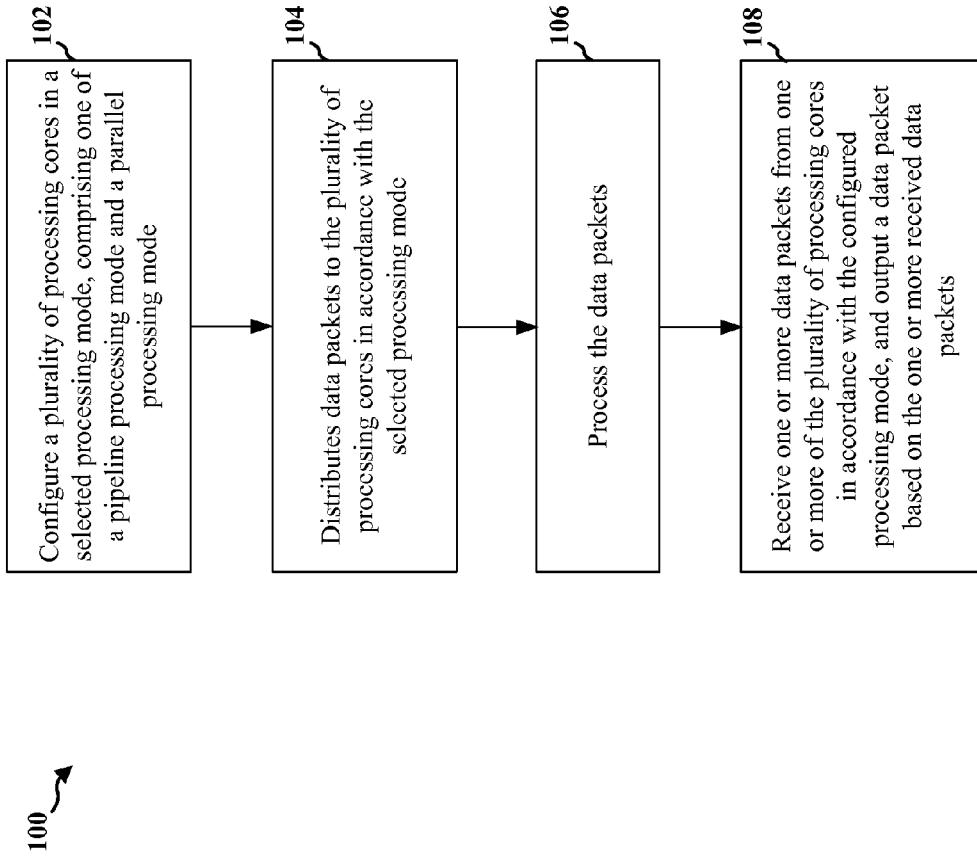 100
102
Configure a plurality of processing cores in a
selected processing mode, comprising one of
a pipeline processing mode and a parallel
processing mode
104
Distributes data packets to the plurality of
processing cores in accordance with the
selected processing mode
106
Process the data packets
108
Receive one or more data packets from one
or more of the plurality of processing cores
in accordance with the configured
processing mode, and output a data packet
based on the one or more received data
packets